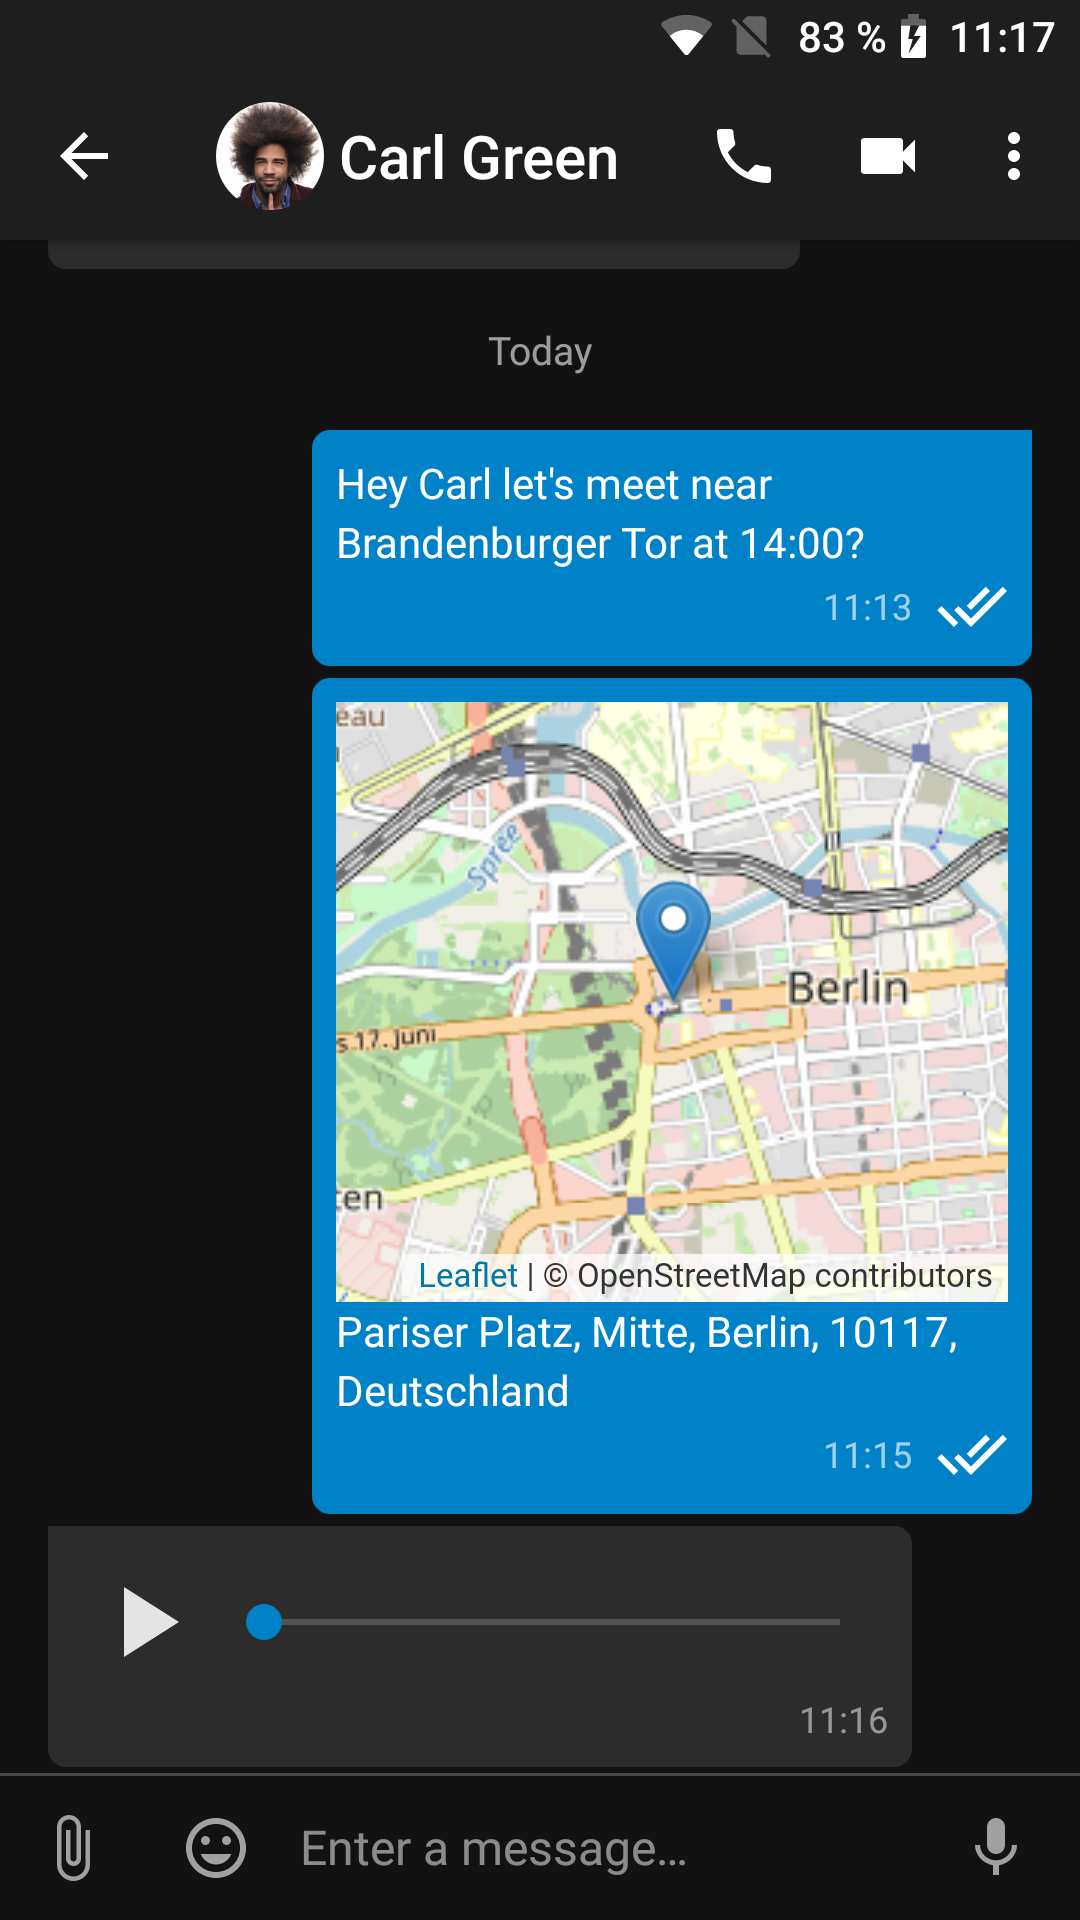 83 % 11:17
Carl Green
Today
Hey Carl let's meet near
Brandenburger Tor at 14:00?
11:13
eau
Spree
Berlin
s 17. Juni
ten
Leaflet | © OpenStreetMap contributors
Pariser Platz, Mitte, Berlin, 10117,
Deutschland
11:15
11:16
Enter a message...